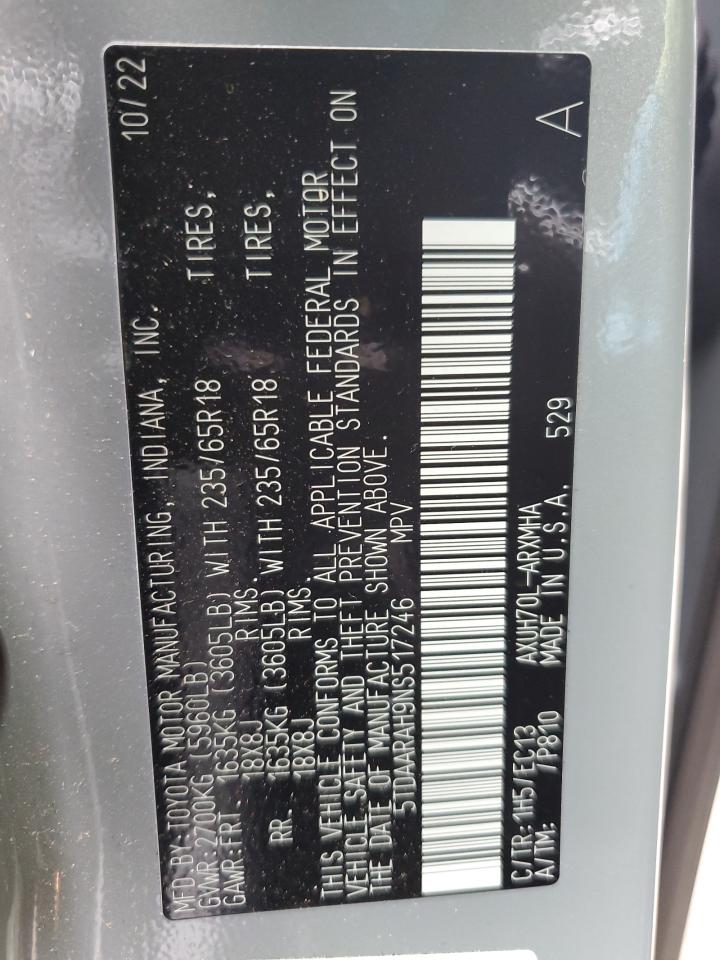 MFD BY:TOYOTA MOTOR MANUFACTURING, INDIANA, INC. 10/22
GVWR:2700KG (5960LB)
GAWR:FRT. 1635KG (3605LB) WITH 235/65R18 TIRES,
18X8J RIMS.
RR. 1635KG (3605LB) WITH 235/65R18 TIRES,
18X8J RIMS.
THIS VEHICLE CONFORMS TO ALL APPLICABLE FEDERAL MOTOR
VEHICLE SAFETY AND THEFT PREVENTION STANDARDS IN EFFECT ON
THE DATE OF MANUFACTURE SHOWN ABOVE.
5TDAARAH9NS517246 MPV
C/TR: 1H5/EC13 AXUH70L-ARXMHA
A/TM: /P810 MADE IN U.S.A. 529 A